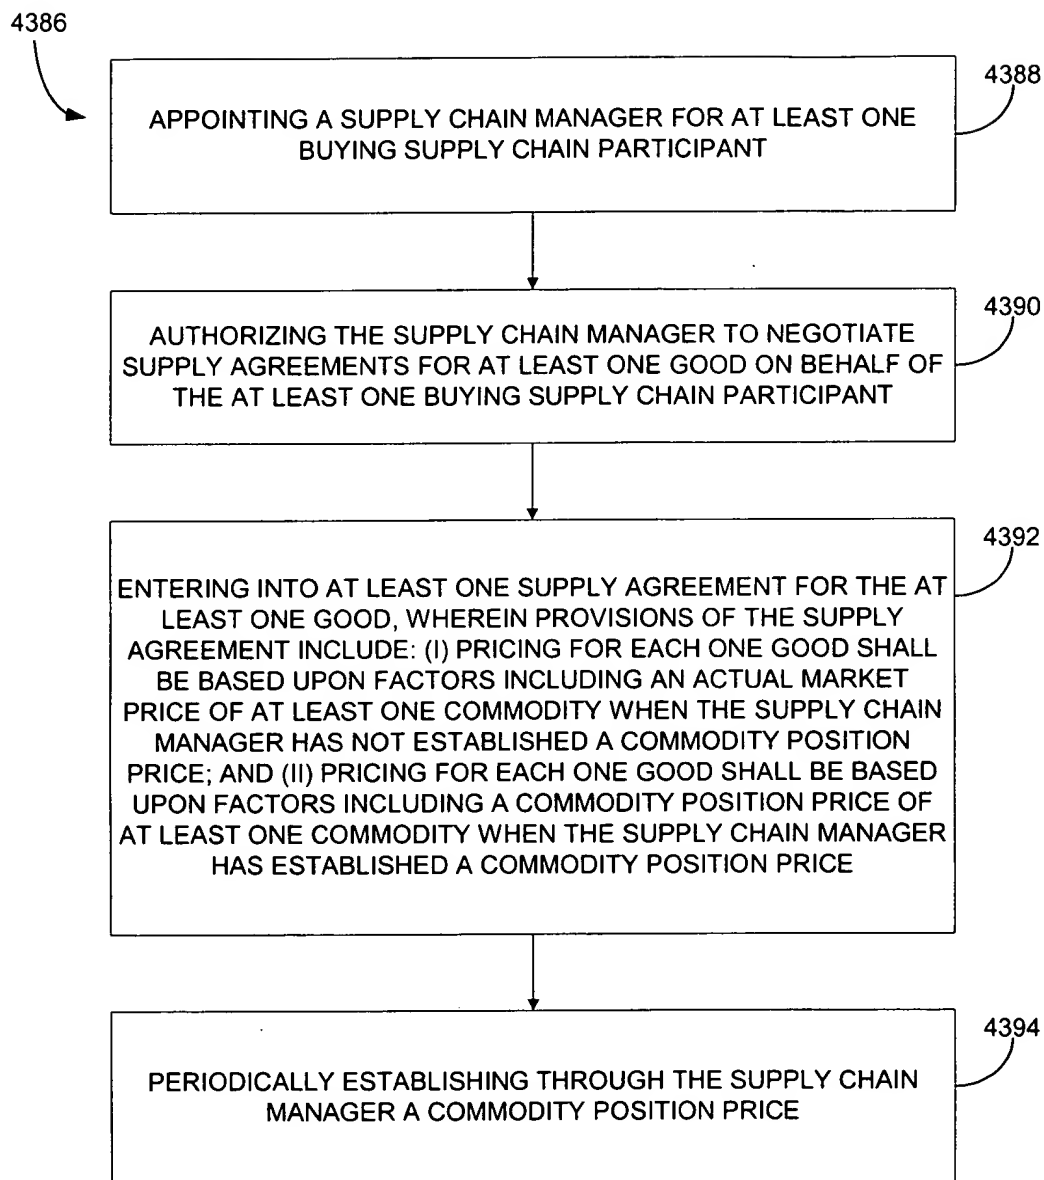 4386
4388
APPOINTING A SUPPLY CHAIN MANAGER FOR AT LEAST ONE
BUYING SUPPLY CHAIN PARTICIPANT
4390
AUTHORIZING THE SUPPLY CHAIN MANAGER TO NEGOTIATE
SUPPLY AGREEMENTS FOR AT LEAST ONE GOOD ON BEHALF OF
THE AT LEAST ONE BUYING SUPPLY CHAIN PARTICIPANT
4392
ENTERING INTO AT LEAST ONE SUPPLY AGREEMENT FOR THE AT
LEAST ONE GOOD, WHEREIN PROVISIONS OF THE SUPPLY
AGREEMENT INCLUDE: (I) PRICING FOR EACH ONE GOOD SHALL
BE BASED UPON FACTORS INCLUDING AN ACTUAL MARKET
PRICE OF AT LEAST ONE COMMODITY WHEN THE SUPPLY CHAIN
MANAGER HAS NOT ESTABLISHED A COMMODITY POSITION
PRICE; AND (II) PRICING FOR EACH ONE GOOD SHALL BE BASED
UPON FACTORS INCLUDING A COMMODITY POSITION PRICE OF
AT LEAST ONE COMMODITY WHEN THE SUPPLY CHAIN MANAGER
HAS ESTABLISHED A COMMODITY POSITION PRICE
4394
PERIODICALLY ESTABLISHING THROUGH THE SUPPLY CHAIN
MANAGER A COMMODITY POSITION PRICE